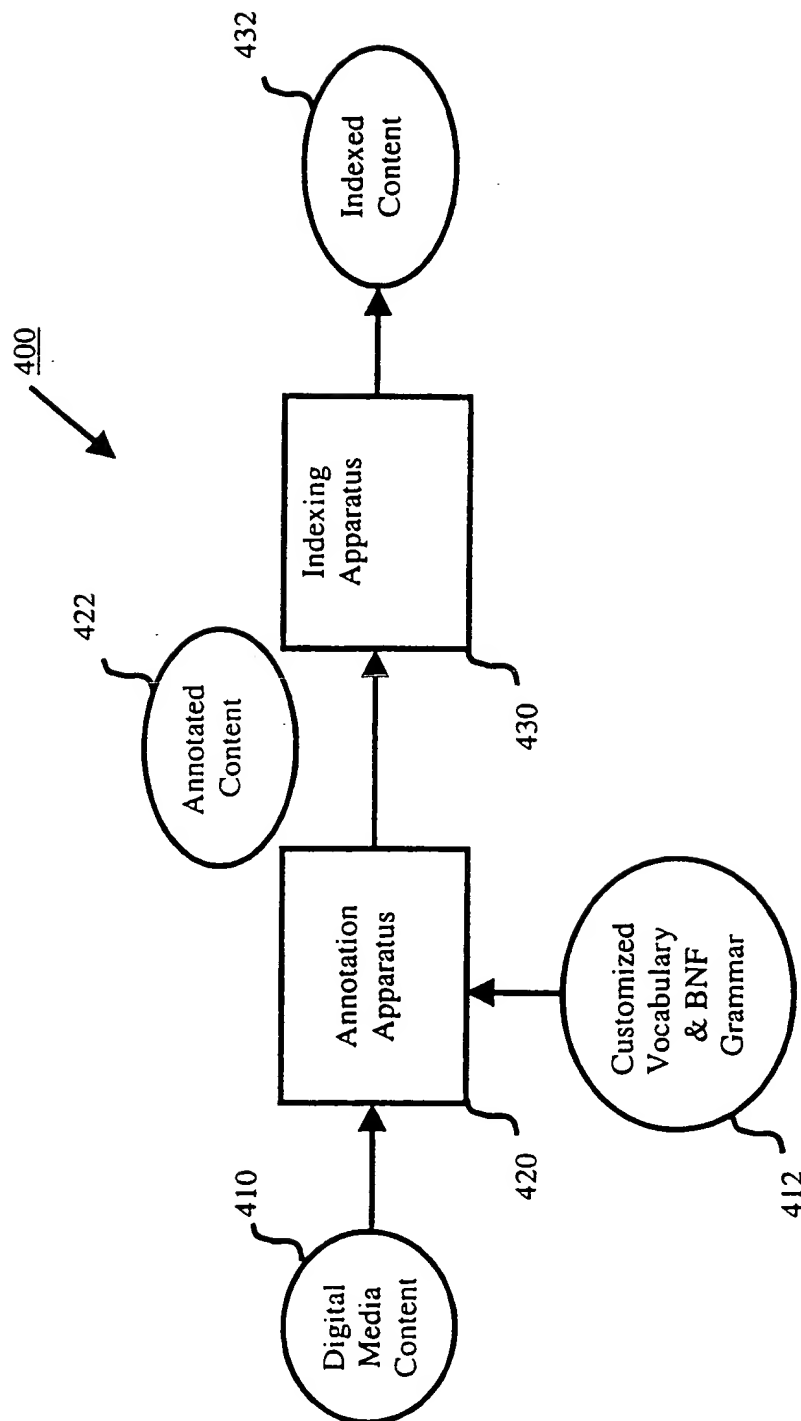 400
410
Digital
Media
Content
Annotation
Apparatus
420
Customized
Vocabulary
& BNF
Grammar
412
422
Annotated
Content
Indexing
Apparatus
430
432
Indexed
Content